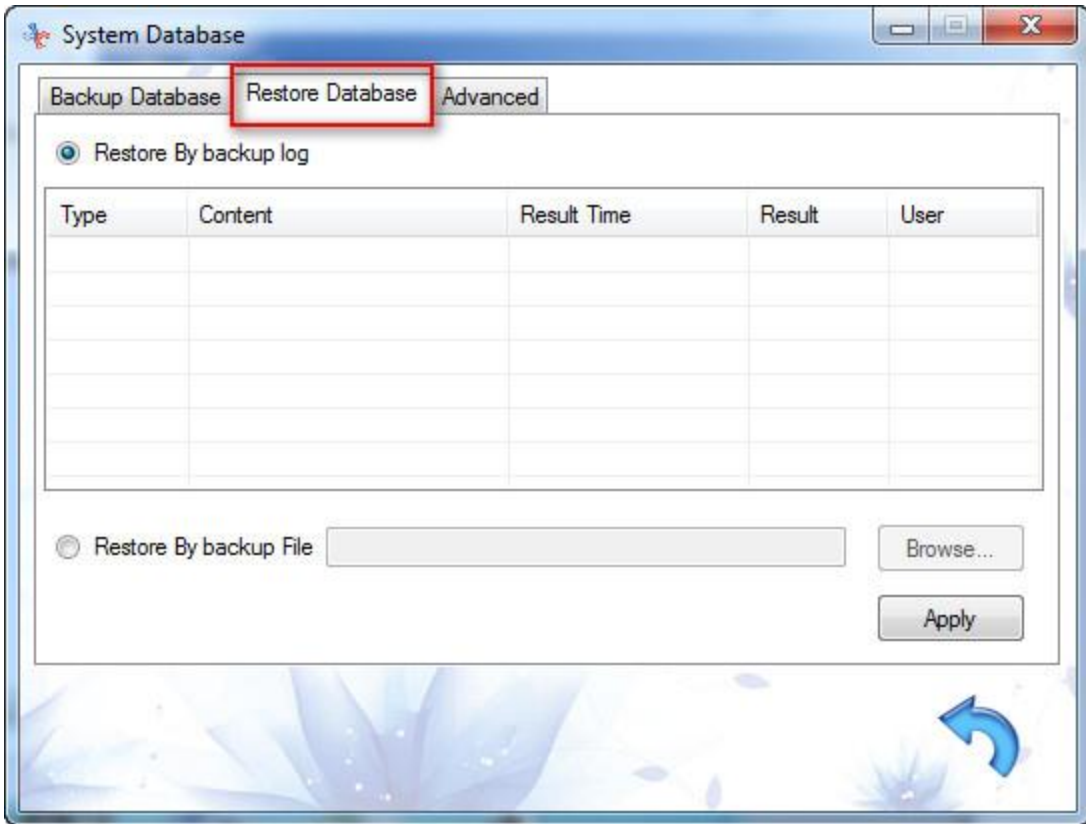 System Database
Backup Database Restore Database Advanced
Restore By backup log
Type Content Result Time Result User
Restore By backup File Browse...
Apply